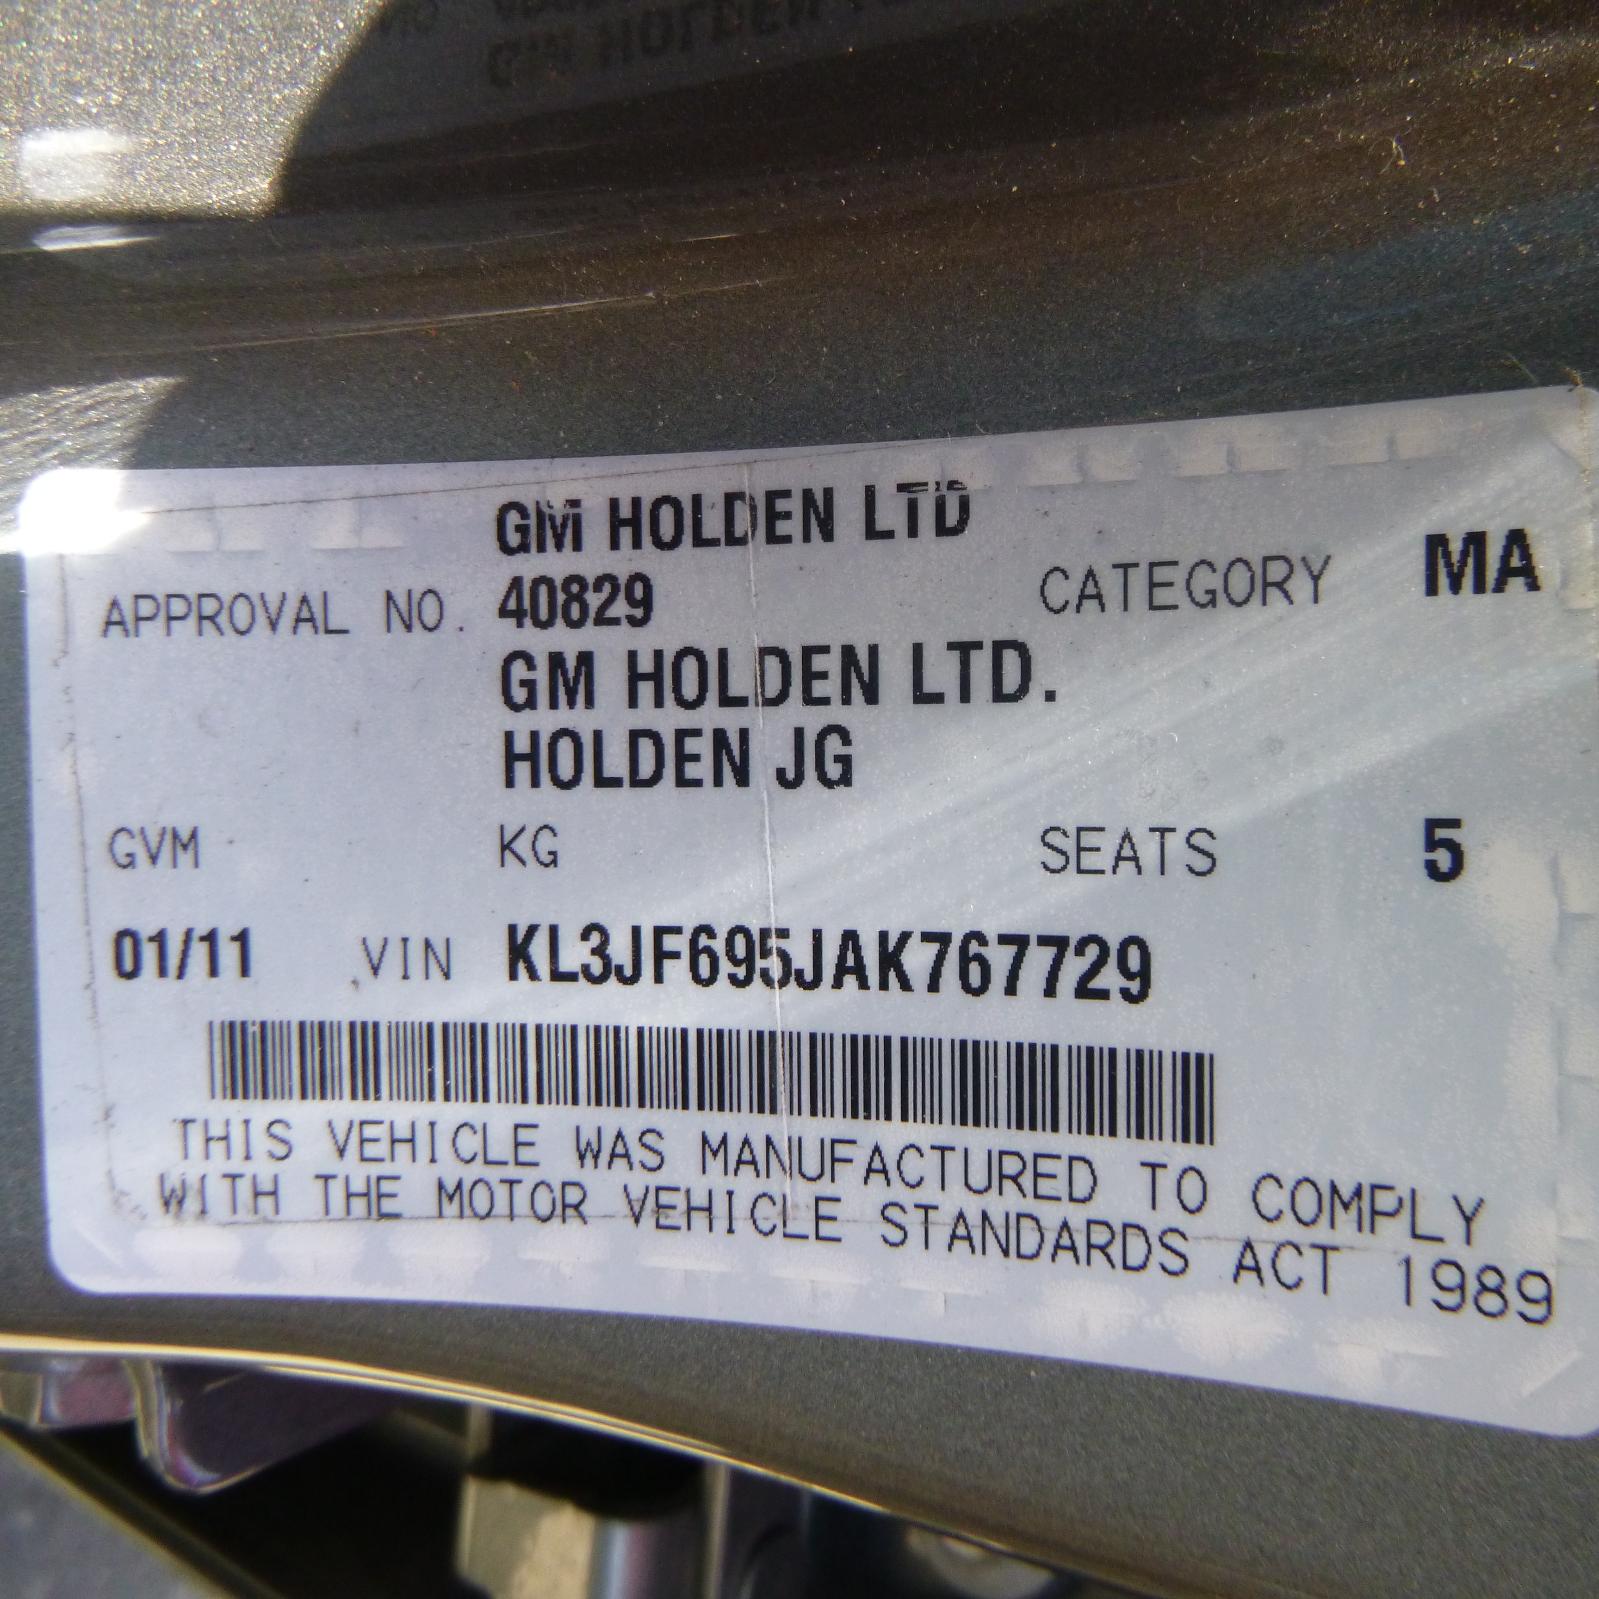 GM HOLDEN LTD
APPROVAL NO. 40829 CATEGORY MA
GM HOLDEN LTD.
HOLDEN JG
GVM KG SEATS 5
01/11 VIN KL3JF695JAK767729
THIS VEHICLE WAS MANUFACTURED TO COMPLY
WITH THE MOTOR VEHICLE STANDARDS ACT 1989